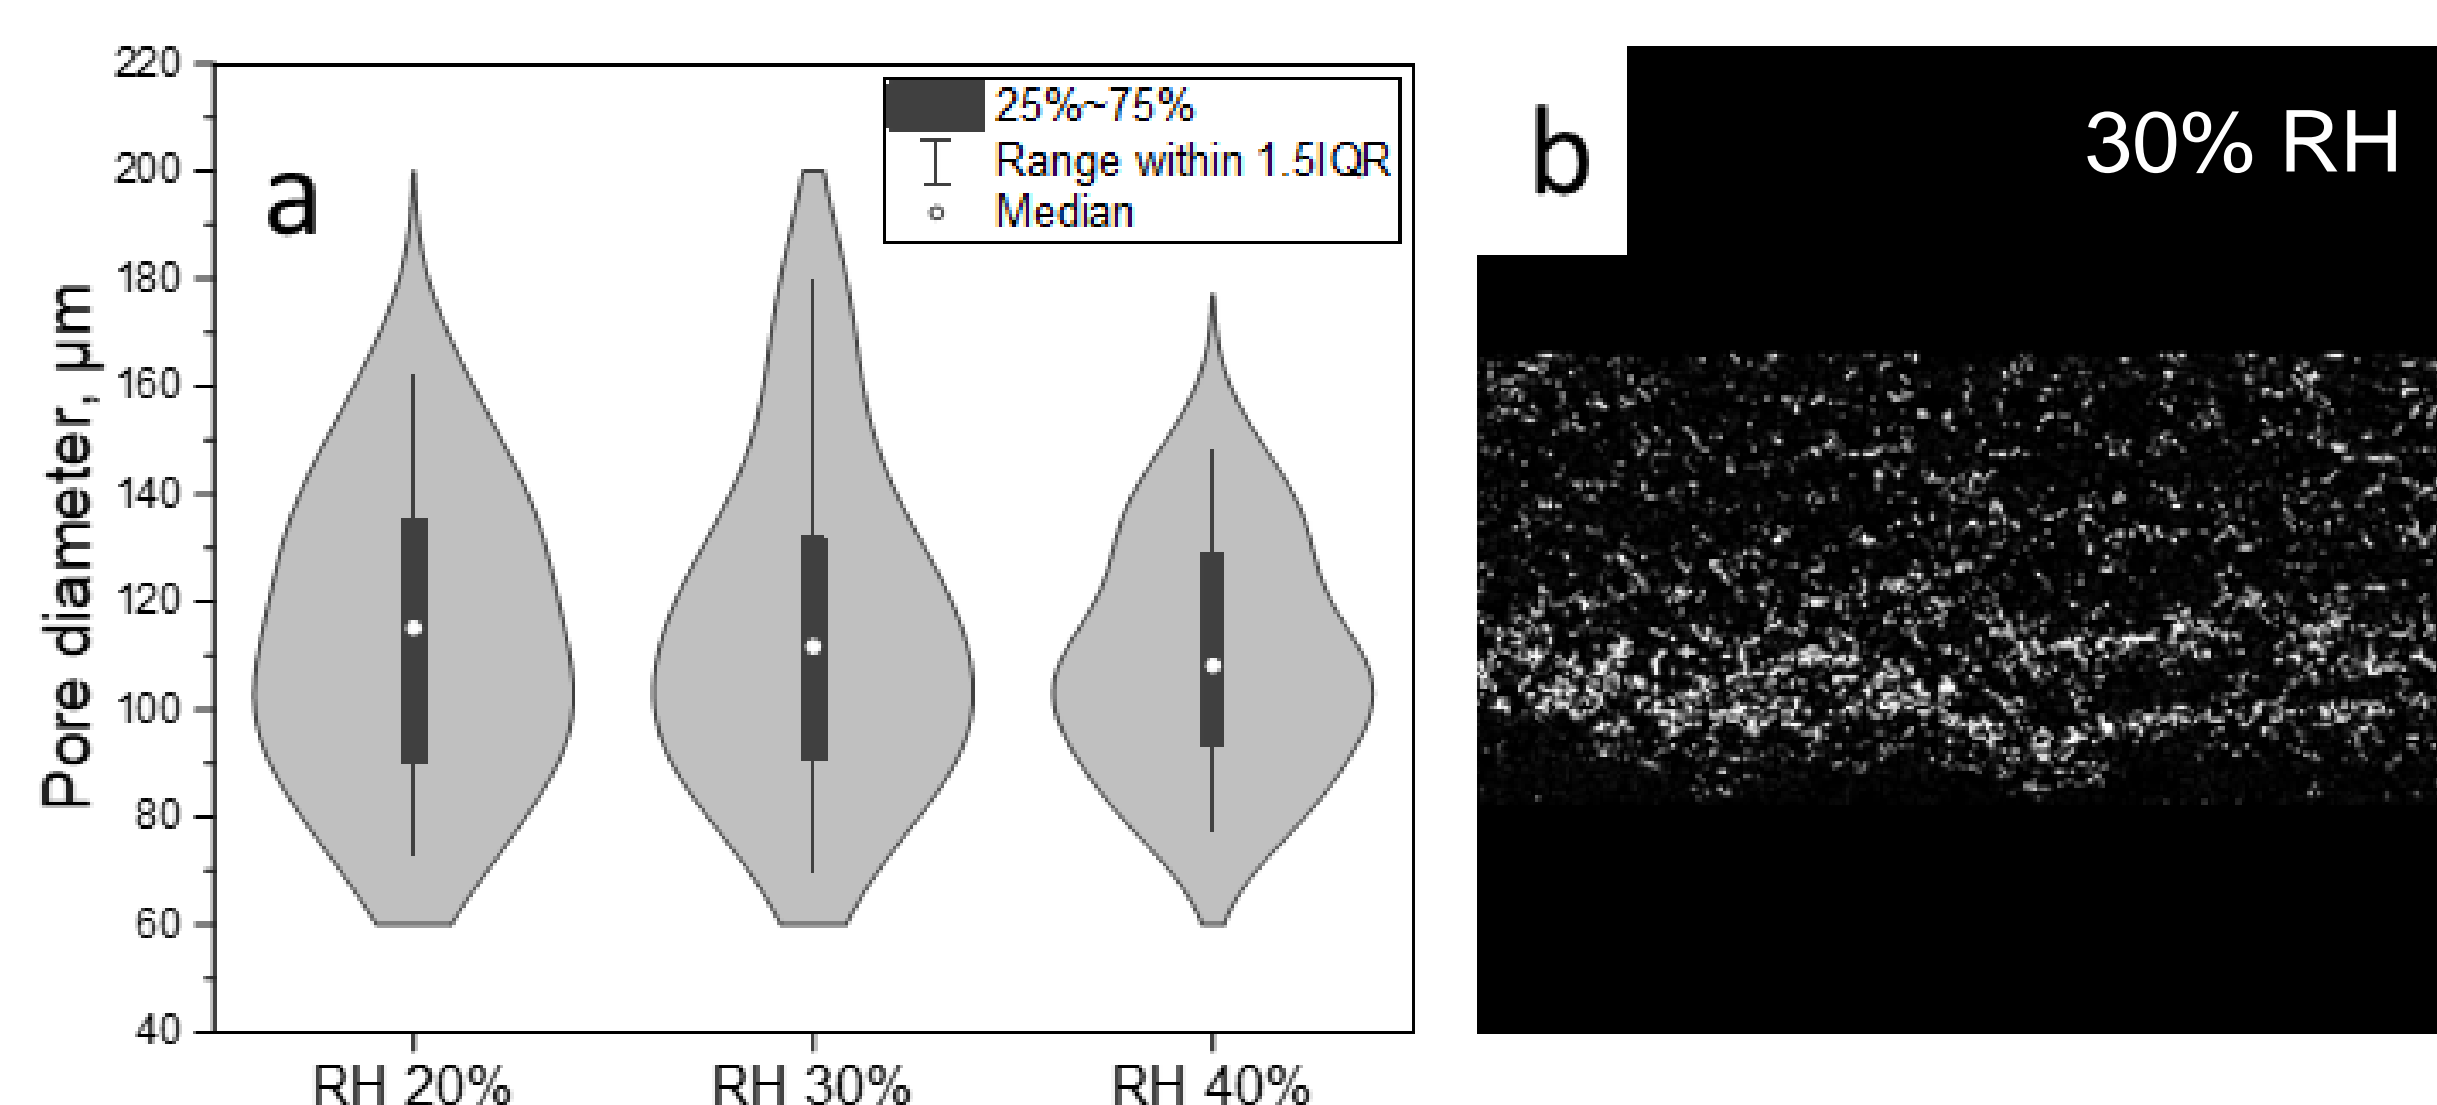 220
200
180
160
140
120
100
80
60
40
Pore diameter, µm
a
25%~75%
Range within 1.5IQR
Median
RH 20%
RH 30%
RH 40%
b
30% RH